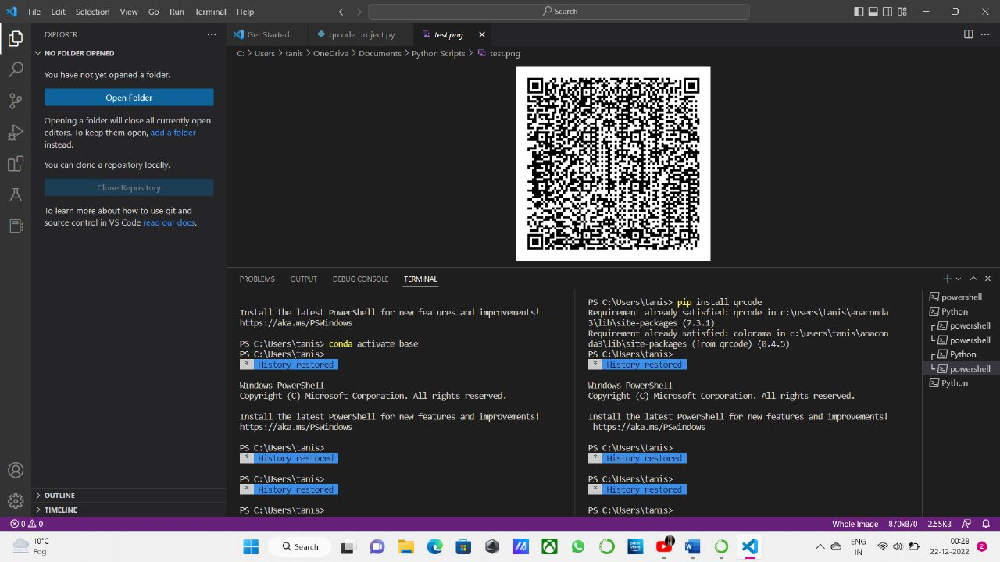 File Edit Selection View Go Run Terminal Help
Search
EXPLORER
NO FOLDER OPENED
You have not yet opened a folder.
Open Folder
Opening a folder will close all currently open
editors. To keep them open, add a folder
instead.
You can clone a repository locally.
Clone Repository
To learn more about how to use git and
source control in VS Code read our docs.
OUTLINE
TIMELINE
Get Started
qrcode project.py
test.png
C: > Users > tanis > OneDrive > Documents > Python Scripts > test.png
PROBLEMS OUTPUT DEBUG CONSOLE TERMINAL
Install the latest PowerShell for new features and improvements!
https://aka.ms/PSWindows
PS C:\Users\tanis> conda activate base
PS C:\Users\tanis>
* History restored
Windows PowerShell
Copyright (C) Microsoft Corporation. All rights reserved.
Install the latest PowerShell for new features and improvements!
https://aka.ms/PSWindows
PS C:\Users\tanis>
* History restored
PS C:\Users\tanis>
* History restored
PS C:\Users\tanis>
PS C:\Users\tanis> pip install qrcode
Requirement already satisfied: qrcode in c:\users\tanis\anaconda
3\lib\site-packages (7.3.1)
Requirement already satisfied: colorama in c:\users\tanis\anacon
da3\lib\site-packages (from qrcode) (0.4.5)
PS C:\Users\tanis>
* History restored
Windows PowerShell
Copyright (C) Microsoft Corporation. All rights reserved.
Install the latest PowerShell for new features and improvements!
https://aka.ms/PSWindows
PS C:\Users\tanis>
* History restored
PS C:\Users\tanis>
* History restored
PS C:\Users\tanis>
powershell
Python
powershell
powershell
Python
powershell
Python
0 0
Whole Image 870x870 2.55KB
10°C
Fog
Search
prime video
W
ENG
IN
00:26
22-12-2022
2